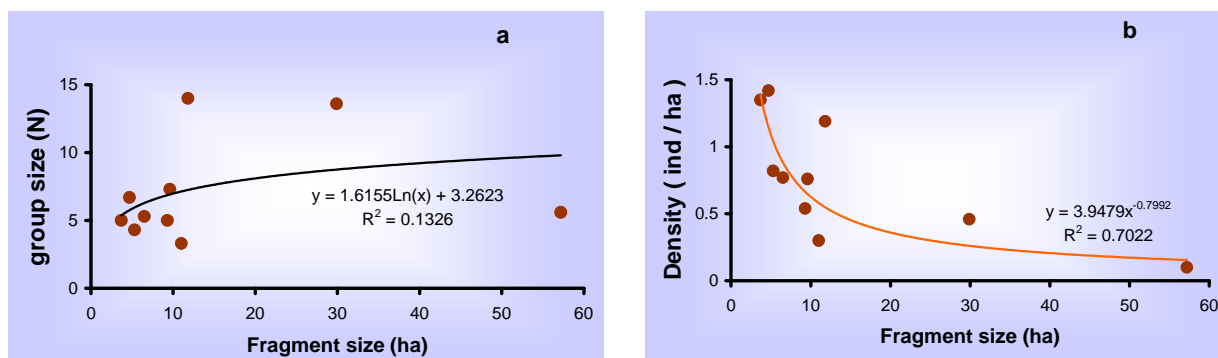 a
15
10
5
0
group size (N)
y = 1.6155Ln(x) + 3.2623
R² = 0.1326
0 10 20 30 40 50 60
Fragment size (ha)
b
1.5
1
0.5
0
Density ( ind / ha )
y = 3.9479x^-0.7992
R² = 0.7022
0 10 20 30 40 50 60
Fragment size (ha)